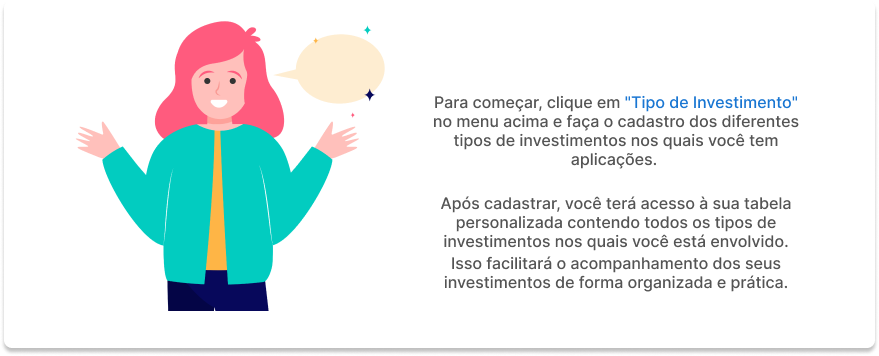 Para começar, clique em "Tipo de Investimento"
no menu acima e faça o cadastro dos diferentes
tipos de investimentos nos quais você tem
aplicações.
Após cadastrar, você terá acesso à sua tabela
personalizada contendo todos os tipos de
investimentos nos quais você está envolvido.
Isso facilitará o acompanhamento dos seus
investimentos de forma organizada e prática.